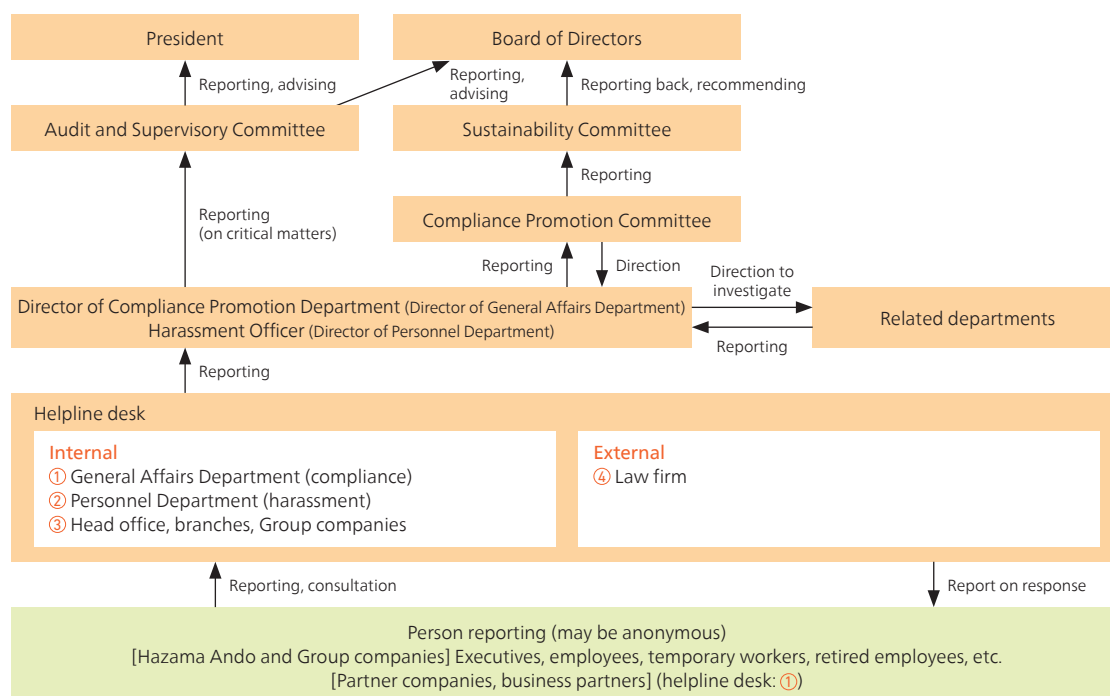 President
Board of Directors
Reporting, advising
Reporting,
advising
Reporting back, recommending
Audit and Supervisory Committee
Sustainability Committee
Reporting
Compliance Promotion Committee
Reporting
(on critical matters)
Reporting
Direction
Direction to
investigate
Director of Compliance Promotion Department (Director of General Affairs Department)
Harassment Officer (Director of Personnel Department)
Related departments
Reporting
Reporting
Helpline desk
Internal
① General Affairs Department (compliance)
② Personnel Department (harassment)
③ Head office, branches, Group companies
External
④ Law firm
Reporting, consultation
Report on response
Person reporting (may be anonymous)
[Hazama Ando and Group companies] Executives, employees, temporary workers, retired employees, etc.
[Partner companies, business partners] (helpline desk: ①)